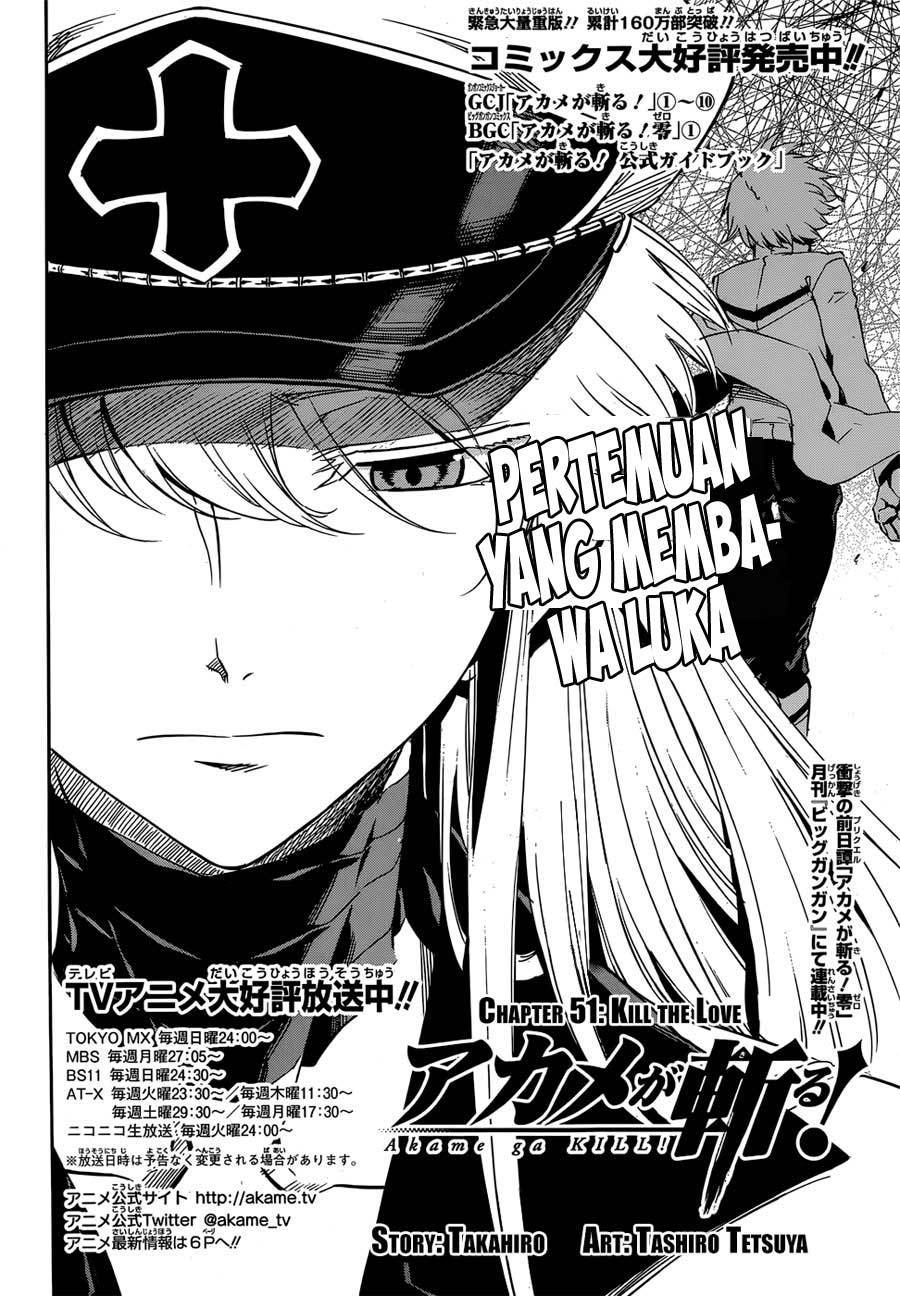 緊急大量重版!! 累計160万部突破!!
コミックス大好評発売中!!
GCJ「アカメが斬る!」①～⑩
BGC「アカメが斬る!零」①
「アカメが斬る! 公式ガイドブック」
PERTEMUAN
YANG MEMBA-
WA LUKA
衝撃の前日譚「アカメが斬る!零」
月刊『ビッグガンガン』にて連載中!!
TVアニメ大好評放送中!!
TOKYO MX 毎週日曜24:00～
MBS 毎週月曜27:05～
BS11 毎週日曜24:30～
AT-X 毎週火曜23:30～／毎週木曜11:30～
毎週土曜29:30～／毎週月曜17:30～
ニコニコ生放送 毎週火曜24:00～
※放送日時は予告なく変更される場合があります。
アニメ公式サイト http://akame.tv
アニメ公式Twitter @akame_tv
アニメ最新情報は6Pへ!!
CHAPTER 51: KILL THE LOVE
アカメが斬る!
Akame ga KILL!
STORY: TAKAHIRO ART: TASHIRO TETSUYA